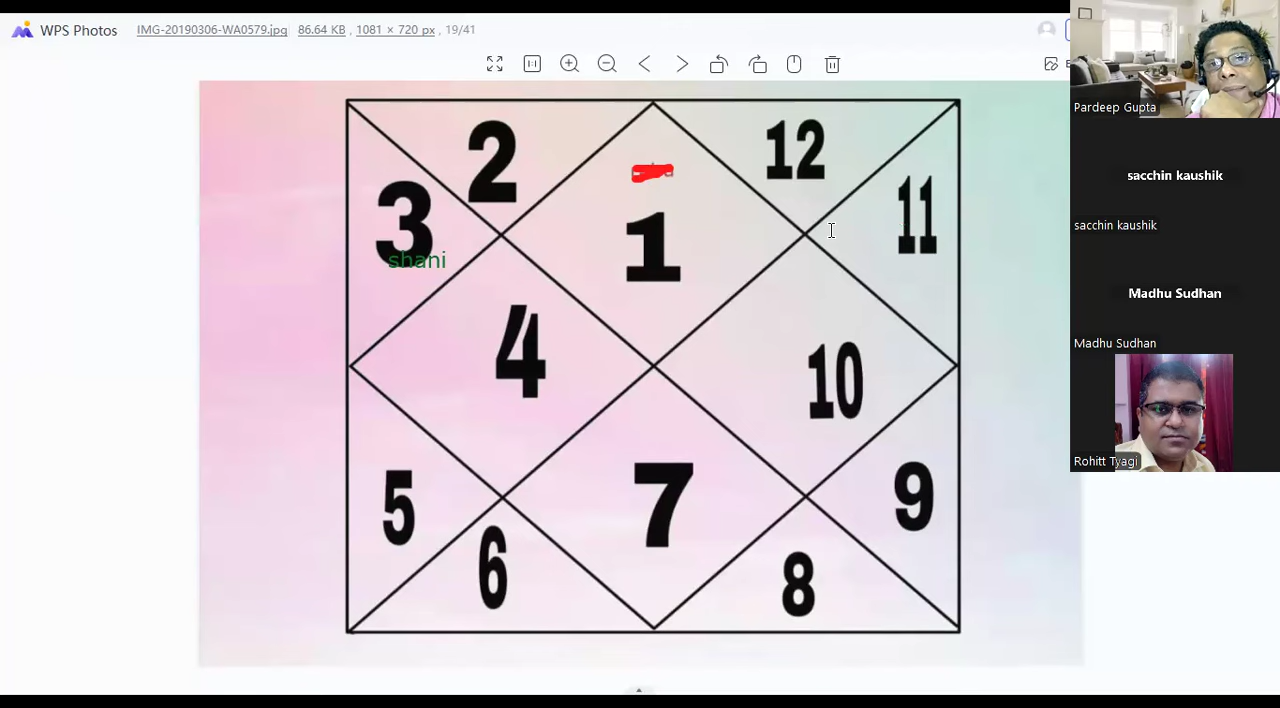 WPS Photos IMG-20190306-WA0579.jpg 86.64 KB , 1081 × 720 px , 19/41
Pardeep Gupta
2
12
3
11
shani
1
sacchin kaushik
sacchin kaushik
Madhu Sudhan
Madhu Sudhan
4
10
Rohitt Tyagi
5
7
9
6
8